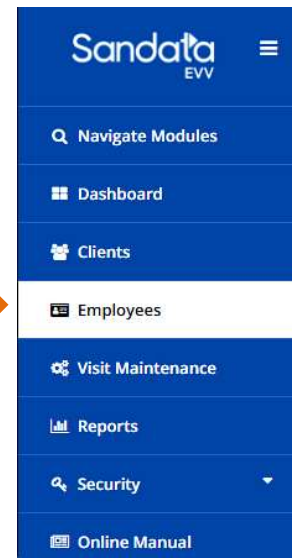 Sandata
EVV
Navigate Modules
Dashboard
Clients
Employees
Visit Maintenance
Reports
Security
Online Manual